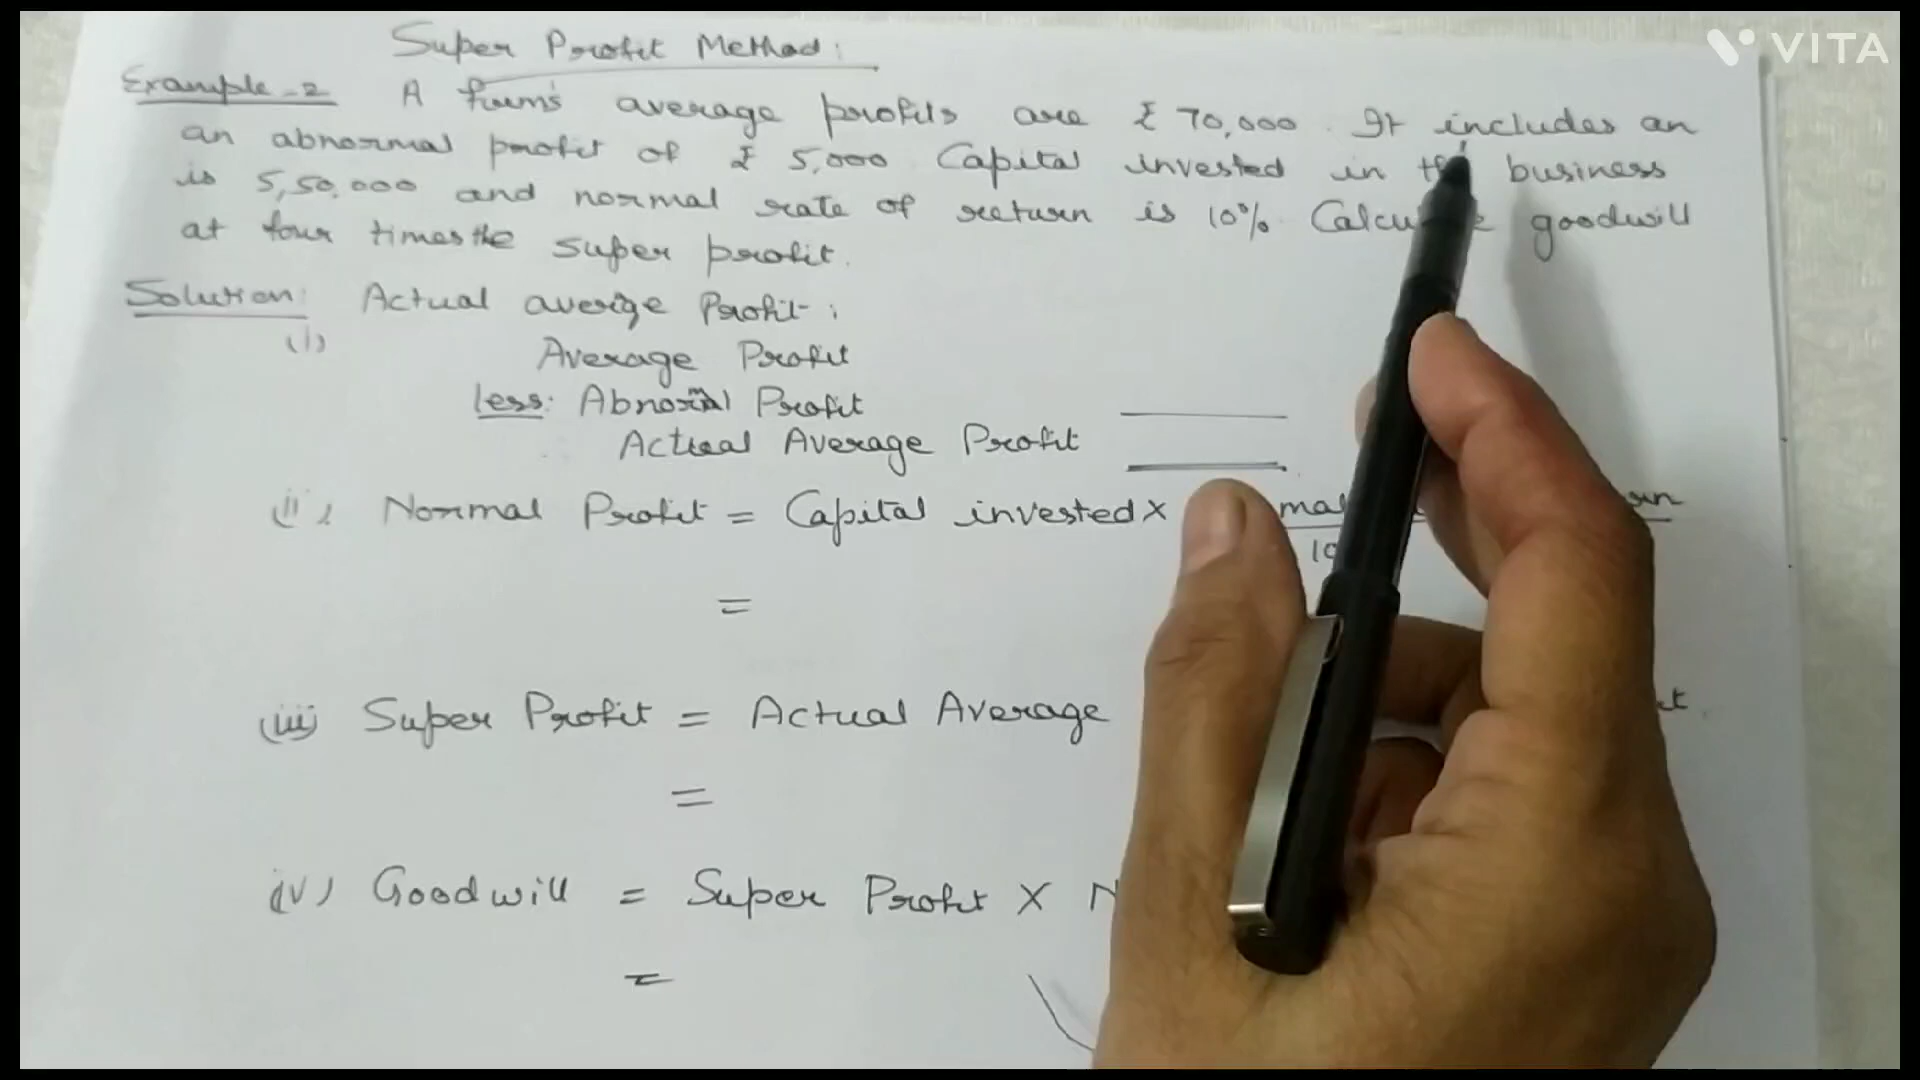 VITA
Super Profit Method:
Example-2 A firm's average profits are ₹ 70,000. It includes an
an abnormal profit of ₹ 5,000 Capital invested in business
is 5,50,000 and normal rate of return is 10%. goodwill
at four times the super profit.
Solution: Actual average Profit:
(i)
Average Profit
less: Abnormal Profit
Actual Average Profit
(ii) Normal Profit = Capital invested ×
=
(iii) Super Profit = Actual Average
=
(iv) Goodwill = Super Profit X
=